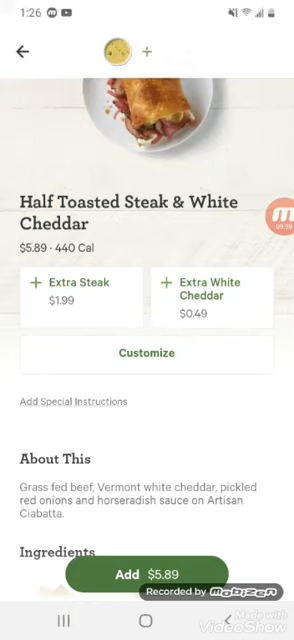 1:26
Half Toasted Steak & White
Cheddar
$5.89 · 440 Cal
+ Extra Steak
$1.99
+ Extra White
Cheddar
$0.49
Customize
Add Special Instructions
About This
Grass fed beef, Vermont white cheddar, pickled
red onions and horseradish sauce on Artisan
Ciabatta.
Ingredients
Add $5.89
Recorded by mobizen
Made with
VideoShow